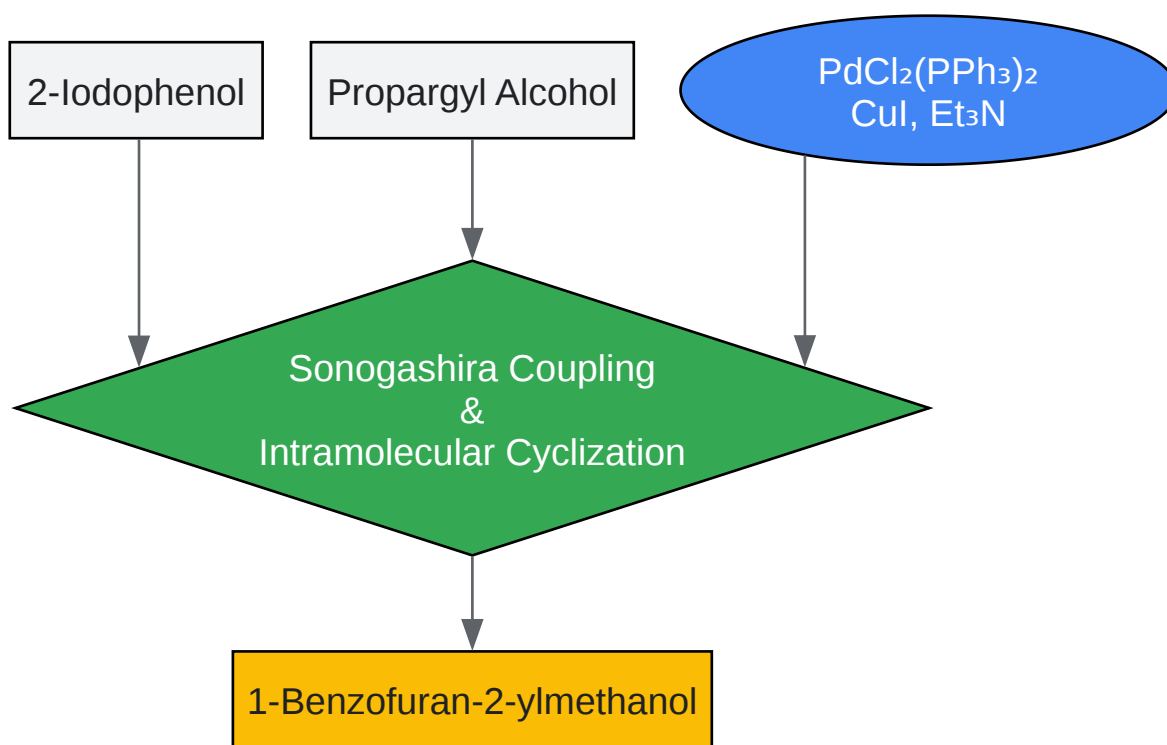 2-Iodophenol
Propargyl Alcohol
PdCl₂(PPh₃)₂
CuI, Et₃N
Sonogashira Coupling
&
Intramolecular Cyclization
1-Benzofuran-2-ylmethanol